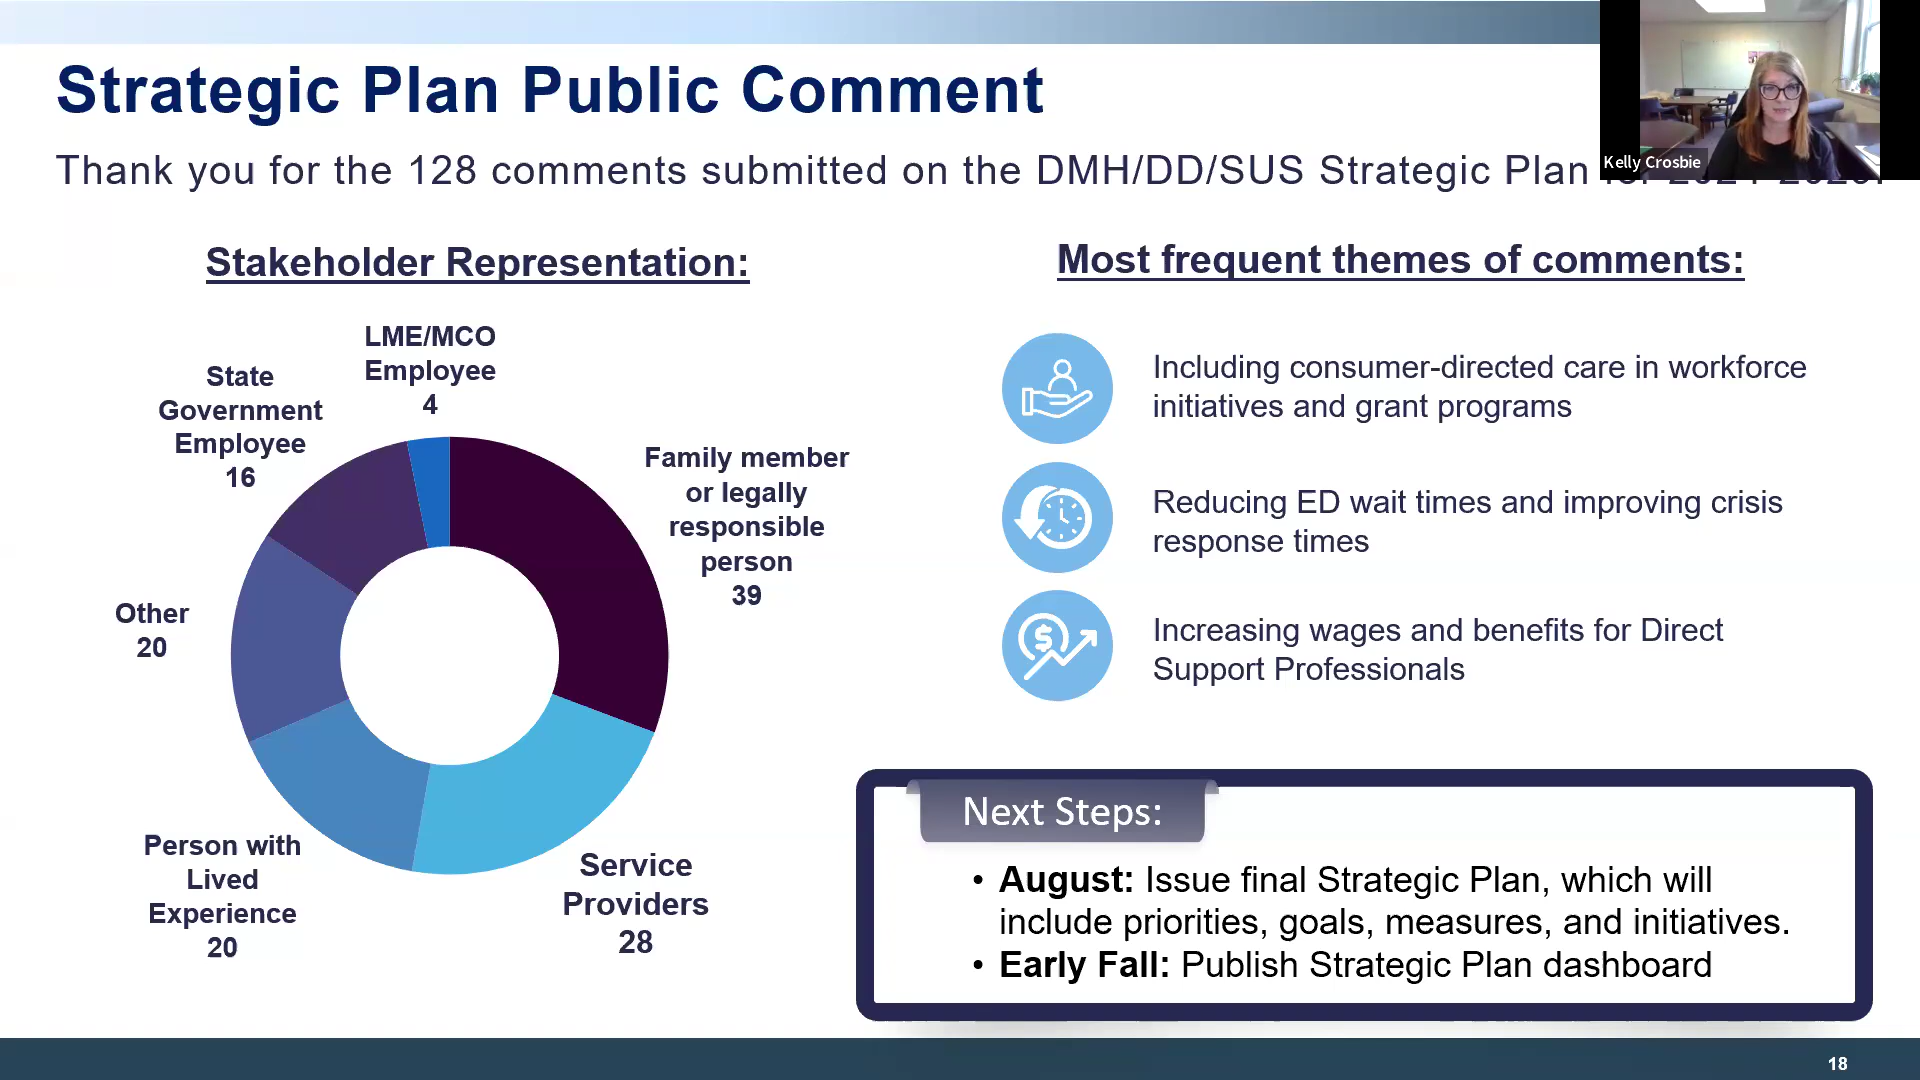 Strategic Plan Public Comment
Thank you for the 128 comments submitted on the DMH/DD/SUS Strategic Plan
Kelly Crosbie
Stakeholder Representation:
LME/MCO
Employee
4
State
Government
Employee
16
Family member
or legally
responsible
person
39
Other
20
Person with
Lived
Experience
20
Service
Providers
28
Most frequent themes of comments:
Including consumer-directed care in workforce
initiatives and grant programs
Reducing ED wait times and improving crisis
response times
$
Increasing wages and benefits for Direct
Support Professionals
Next Steps:
• August: Issue final Strategic Plan, which will
include priorities, goals, measures, and initiatives.
• Early Fall: Publish Strategic Plan dashboard
18